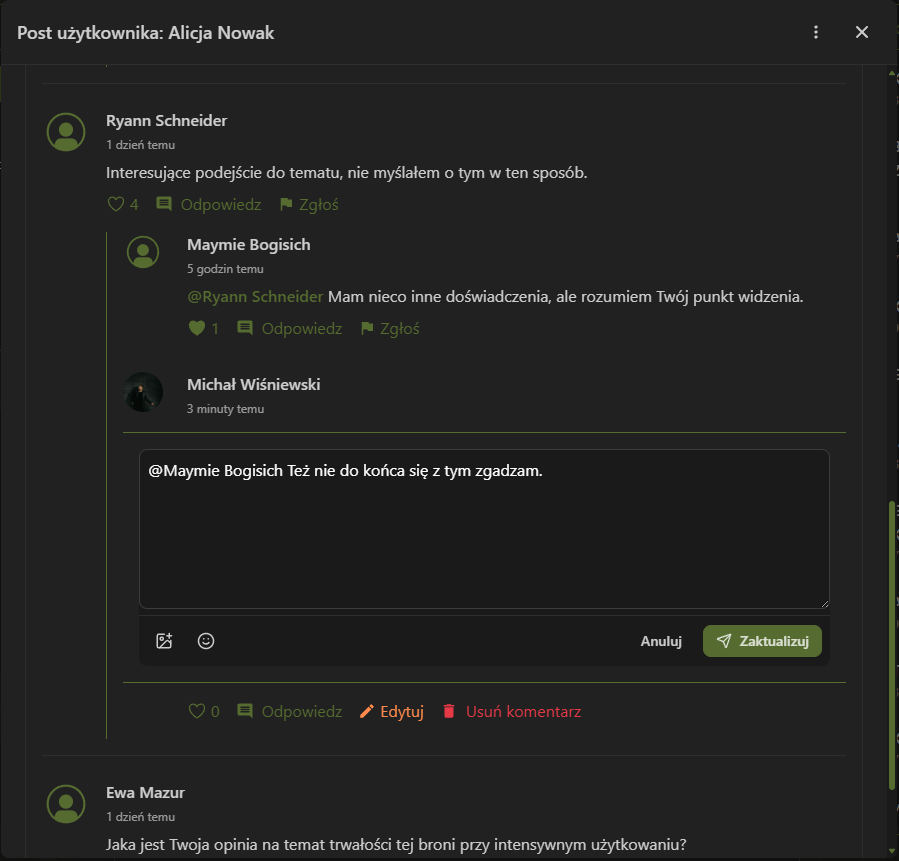 Post użytkownika: Alicja Nowak
Ryann Schneider
1 dzień temu
Interesujące podejście do tematu, nie myślałem o tym w ten sposób.
4 Odpowiedz Zgłoś
Maymie Bogisich
5 godzin temu
@Ryann Schneider Mam nieco inne doświadczenia, ale rozumiem Twój punkt widzenia.
1 Odpowiedz Zgłoś
Michał Wiśniewski
3 minuty temu
@Maymie Bogisich Też nie do końca się z tym zgadzam.
Anuluj Zaktualizuj
0 Odpowiedz Edytuj Usuń komentarz
Ewa Mazur
1 dzień temu
Jaka jest Twoja opinia na temat trwałości tej broni przy intensywnym użytkowaniu?